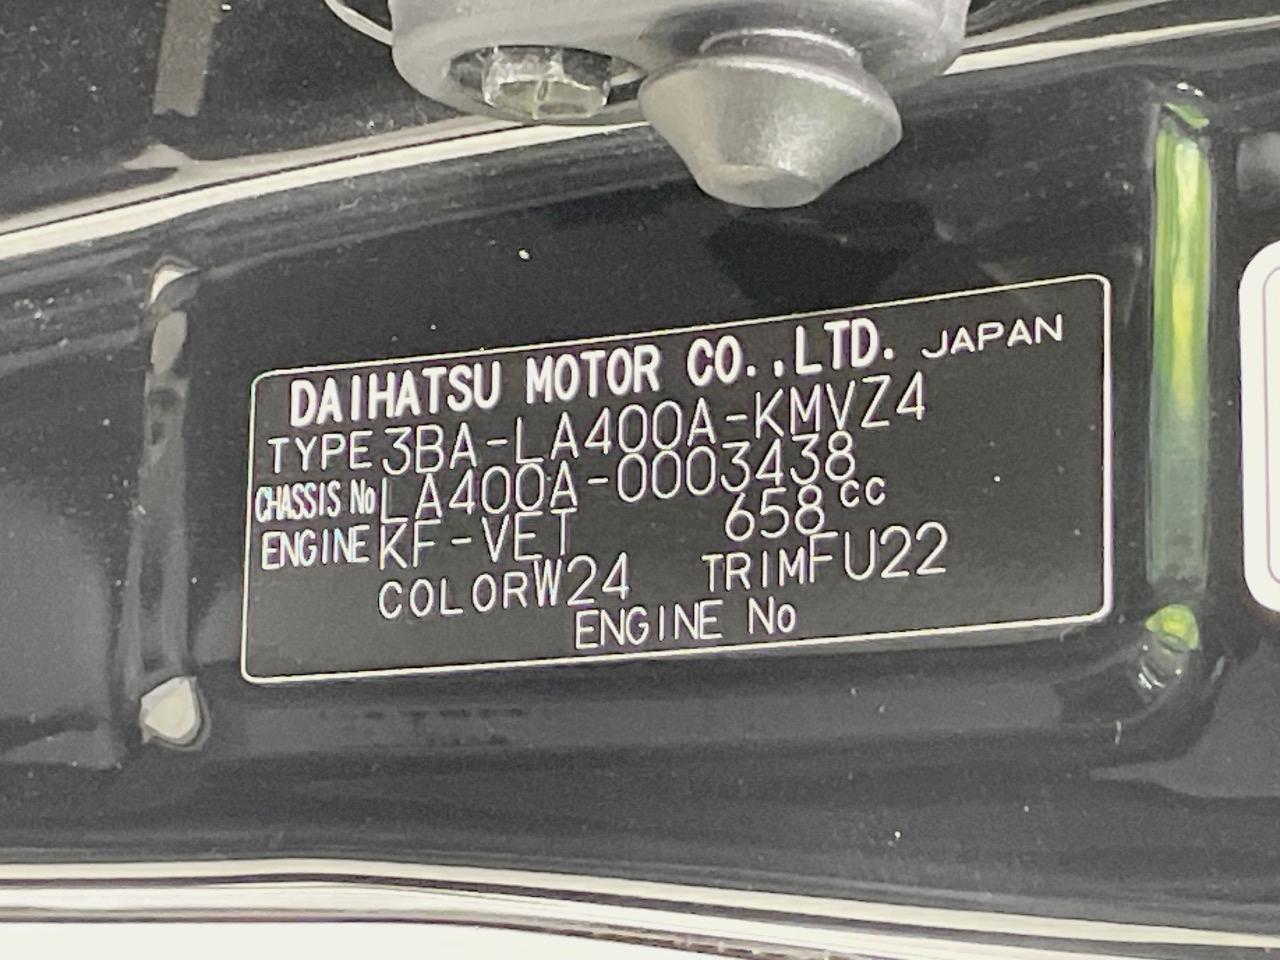 DAIHATSU MOTOR CO.,LTD. JAPAN
TYPE 3BA-LA400A-KMVZ4
CHASSIS No LA400A-0003438
ENGINE KF-VET 658 cc
COLOR W24 TRIM FU22
ENGINE No